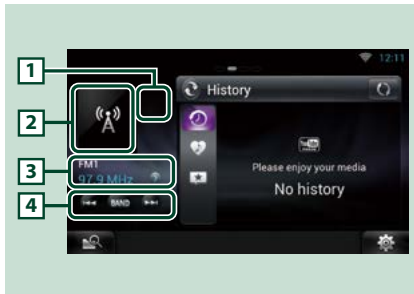 12:11
1
History
2
FM1
Please enjoy your media
3
97.9 MHz
No history
4
BAND